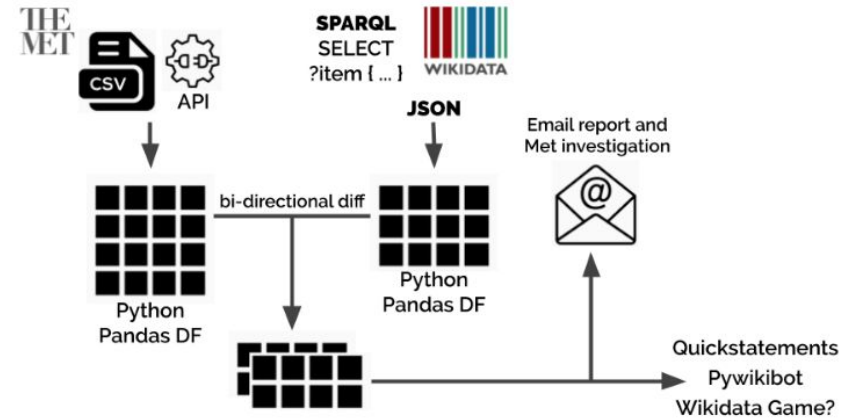 THE
MET
CSV
API
SPARQL
SELECT
?item { ... }
WIKIDATA
JSON
Email report and
Met investigation
@
bi-directional diff
Python
Pandas DF
Python
Pandas DF
Quickstatements
Pywikibot
Wikidata Game?